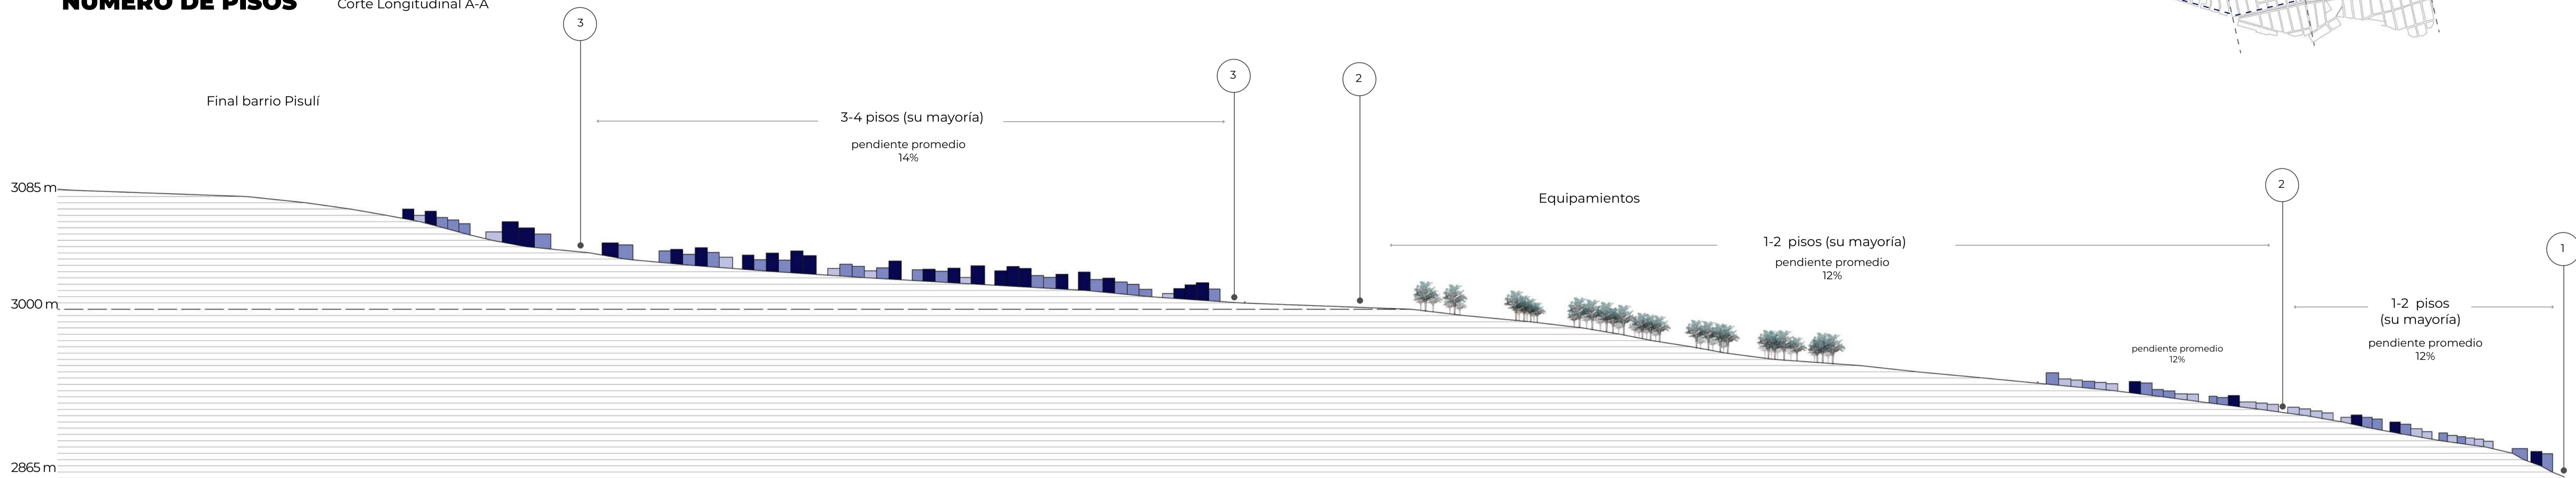 NÚMERO DE PISOS
Corte Longitudinal A-A
3
3
2
Final barrio Pisulí
3-4 pisos (su mayoría)
pendiente promedio
14%
3085 m
2
Equipamientos
1-2 pisos (su mayoría)
pendiente promedio
12%
1
3000 m
1-2 pisos
(su mayoría)
pendiente promedio
12%
pendiente promedio
12%
2865 m